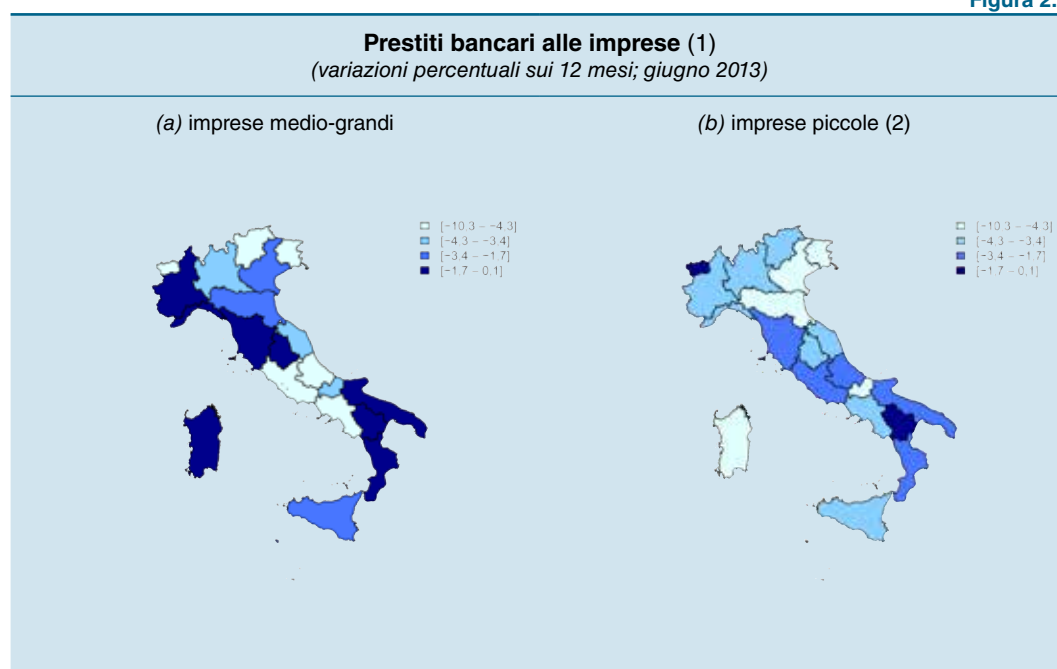 Figura 2.
Prestiti bancari alle imprese (1)
(variazioni percentuali sui 12 mesi; giugno 2013)
(a) imprese medio-grandi
(b) imprese piccole (2)
[−10.3 − −4.3]
[−4.3 − −3.4]
[−3.4 − −1.7]
[−1.7 − 0.1]
[−10.3 − −4.3]
[−4.3 − −3.4]
[−3.4 − −1.7]
[−1.7 − 0.1]